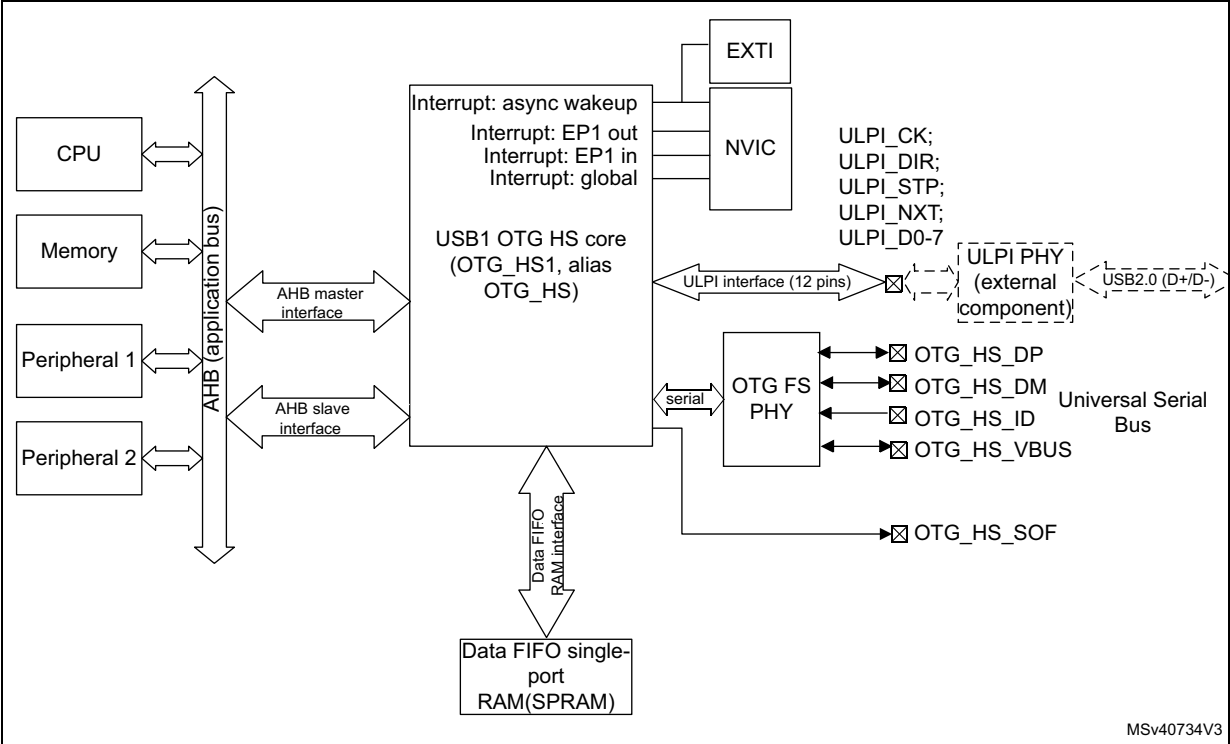 EXTI
Interrupt: async wakeup
Interrupt: EP1 out
Interrupt: EP1 in
Interrupt: global
NVIC
CPU
Memory
Peripheral 1
Peripheral 2
AHB (application bus)
AHB master
interface
AHB slave
interface
USB1 OTG HS core
(OTG_HS1, alias
OTG_HS)
ULPI_CK;
ULPI_DIR;
ULPI_STP;
ULPI_NXT;
ULPI_D0-7
ULPI interface (12 pins)
ULPI PHY
(external
component)
USB2.0 (D+/D-)
serial
OTG FS
PHY
OTG_HS_DP
OTG_HS_DM
OTG_HS_ID
OTG_HS_VBUS
Universal Serial
Bus
OTG_HS_SOF
Data FIFO
RAM interface
Data FIFO single-
port
RAM(SPRAM)
MSv40734V3